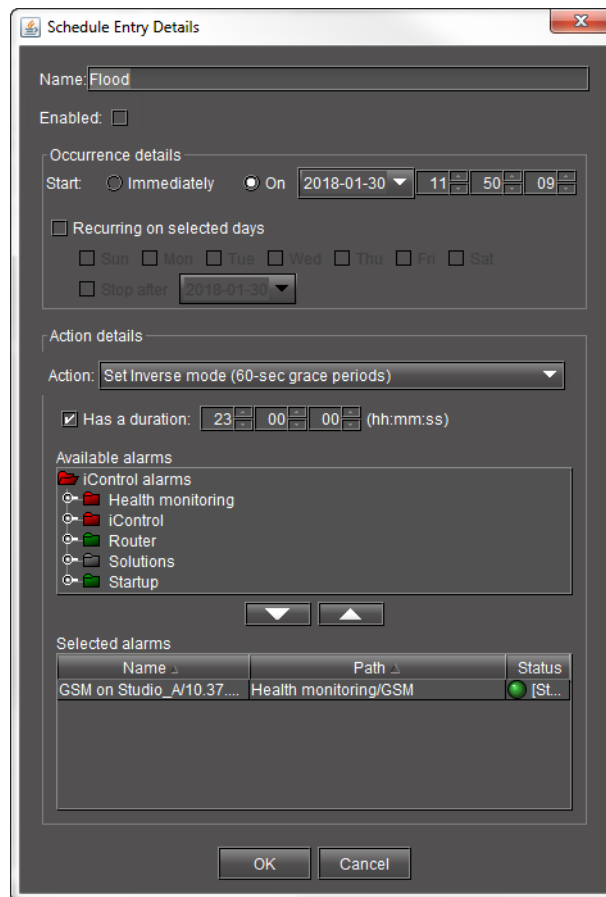 Schedule Entry Details
Name: Flood
Enabled:
Occurrence details
Start: Immediately On 2018-01-30 11 50 09
Recurring on selected days
Sun Mon Tue Wed Thu Fri Sat
Stop after 2018-01-30
Action details
Action: Set Inverse mode (60-sec grace periods)
Has a duration: 23 00 00 (hh:mm:ss)
Available alarms
iControl alarms
Health monitoring
iControl
Router
Solutions
Startup
Selected alarms
Name Path Status
GSM on Studio_A/10.37.... Health monitoring/GSM [St...
OK Cancel